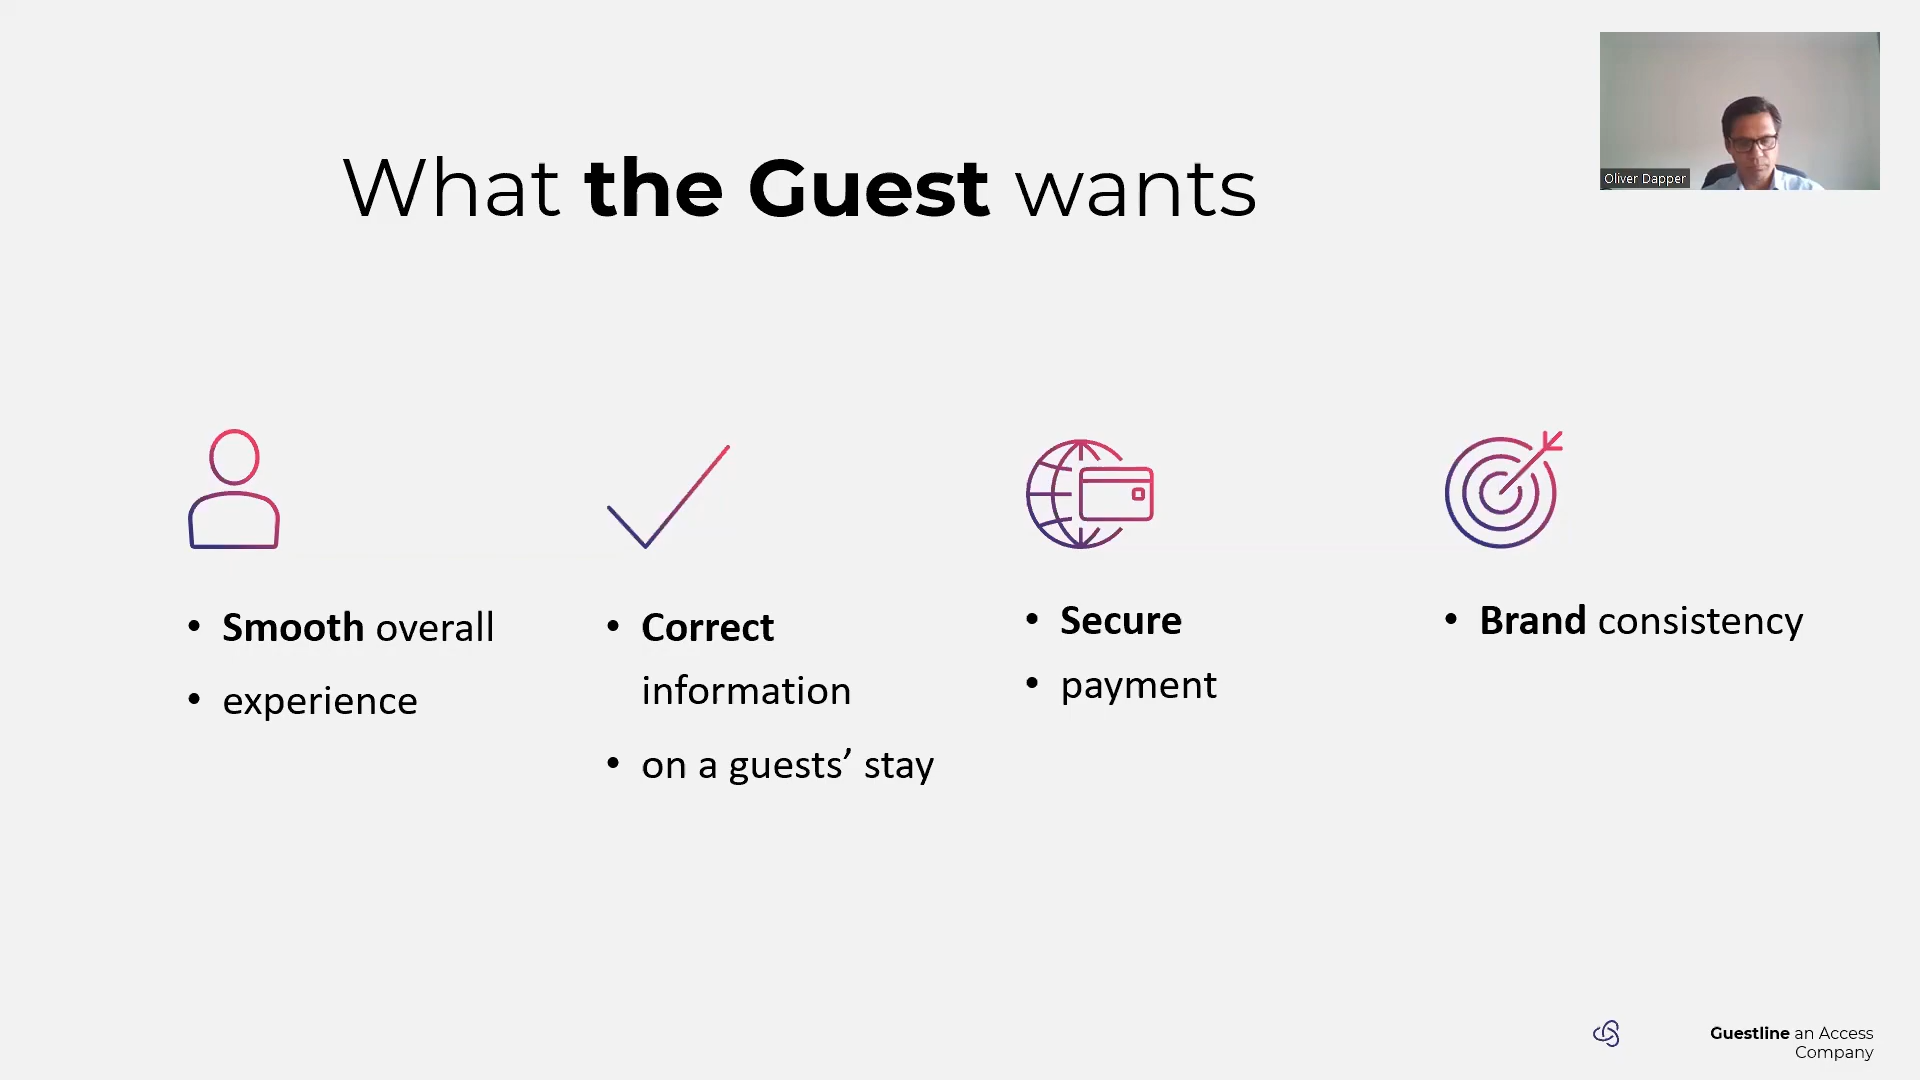 What the Guest wants
Oliver Dapper
• Smooth overall
• experience
• Correct
information
• on a guests’ stay
• Secure
• payment
• Brand consistency
Guestline an Access
Company